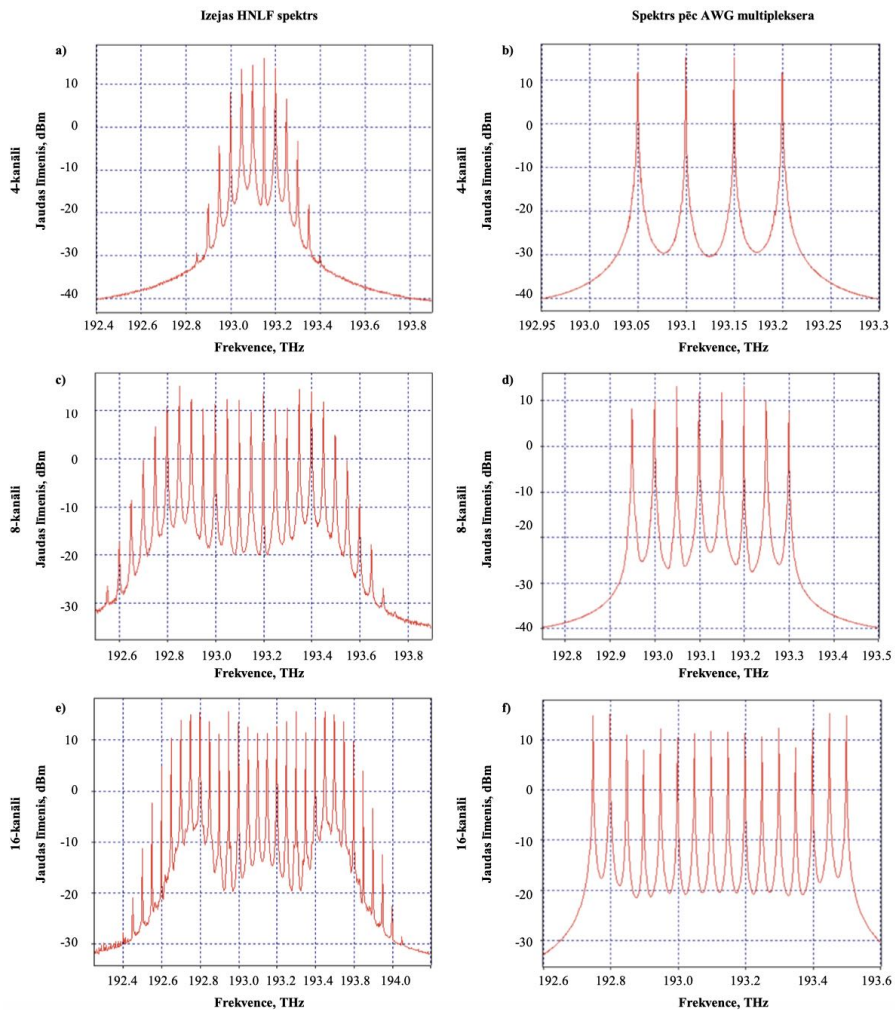 Izejas HNLF spektrs
Spektrs pēc AWG multipleksera
a)
10
0
-10
-20
-30
-40
4-kanāli
Jaudas līmenis, dBm
192.4 192.6 192.8 193.0 193.2 193.4 193.6 193.8
Frekvence, THz
b)
10
0
-10
-20
-30
-40
4-kanāli
Jaudas līmenis, dBm
192.95 193.0 193.05 193.1 193.15 193.2 193.25 193.3
Frekvence, THz
c)
10
0
-10
-20
-30
8-kanāli
Jaudas līmenis, dBm
192.6 192.8 193.0 193.2 193.4 193.6 193.8
Frekvence, THz
d)
10
0
-10
-20
-30
-40
8-kanāli
Jaudas līmenis, dBm
192.8 192.9 193.0 193.1 193.2 193.3 193.4 193.5
Frekvence, THz
e)
10
0
-10
-20
-30
16-kanāli
Jaudas līmenis, dBm
192.4 192.6 192.8 193.0 193.2 193.4 193.6 193.8 194.0
Frekvence, THz
f)
10
0
-10
-20
-30
16-kanāli
Jaudas līmenis, dBm
192.6 192.8 193.0 193.2 193.4 193.6
Frekvence, THz